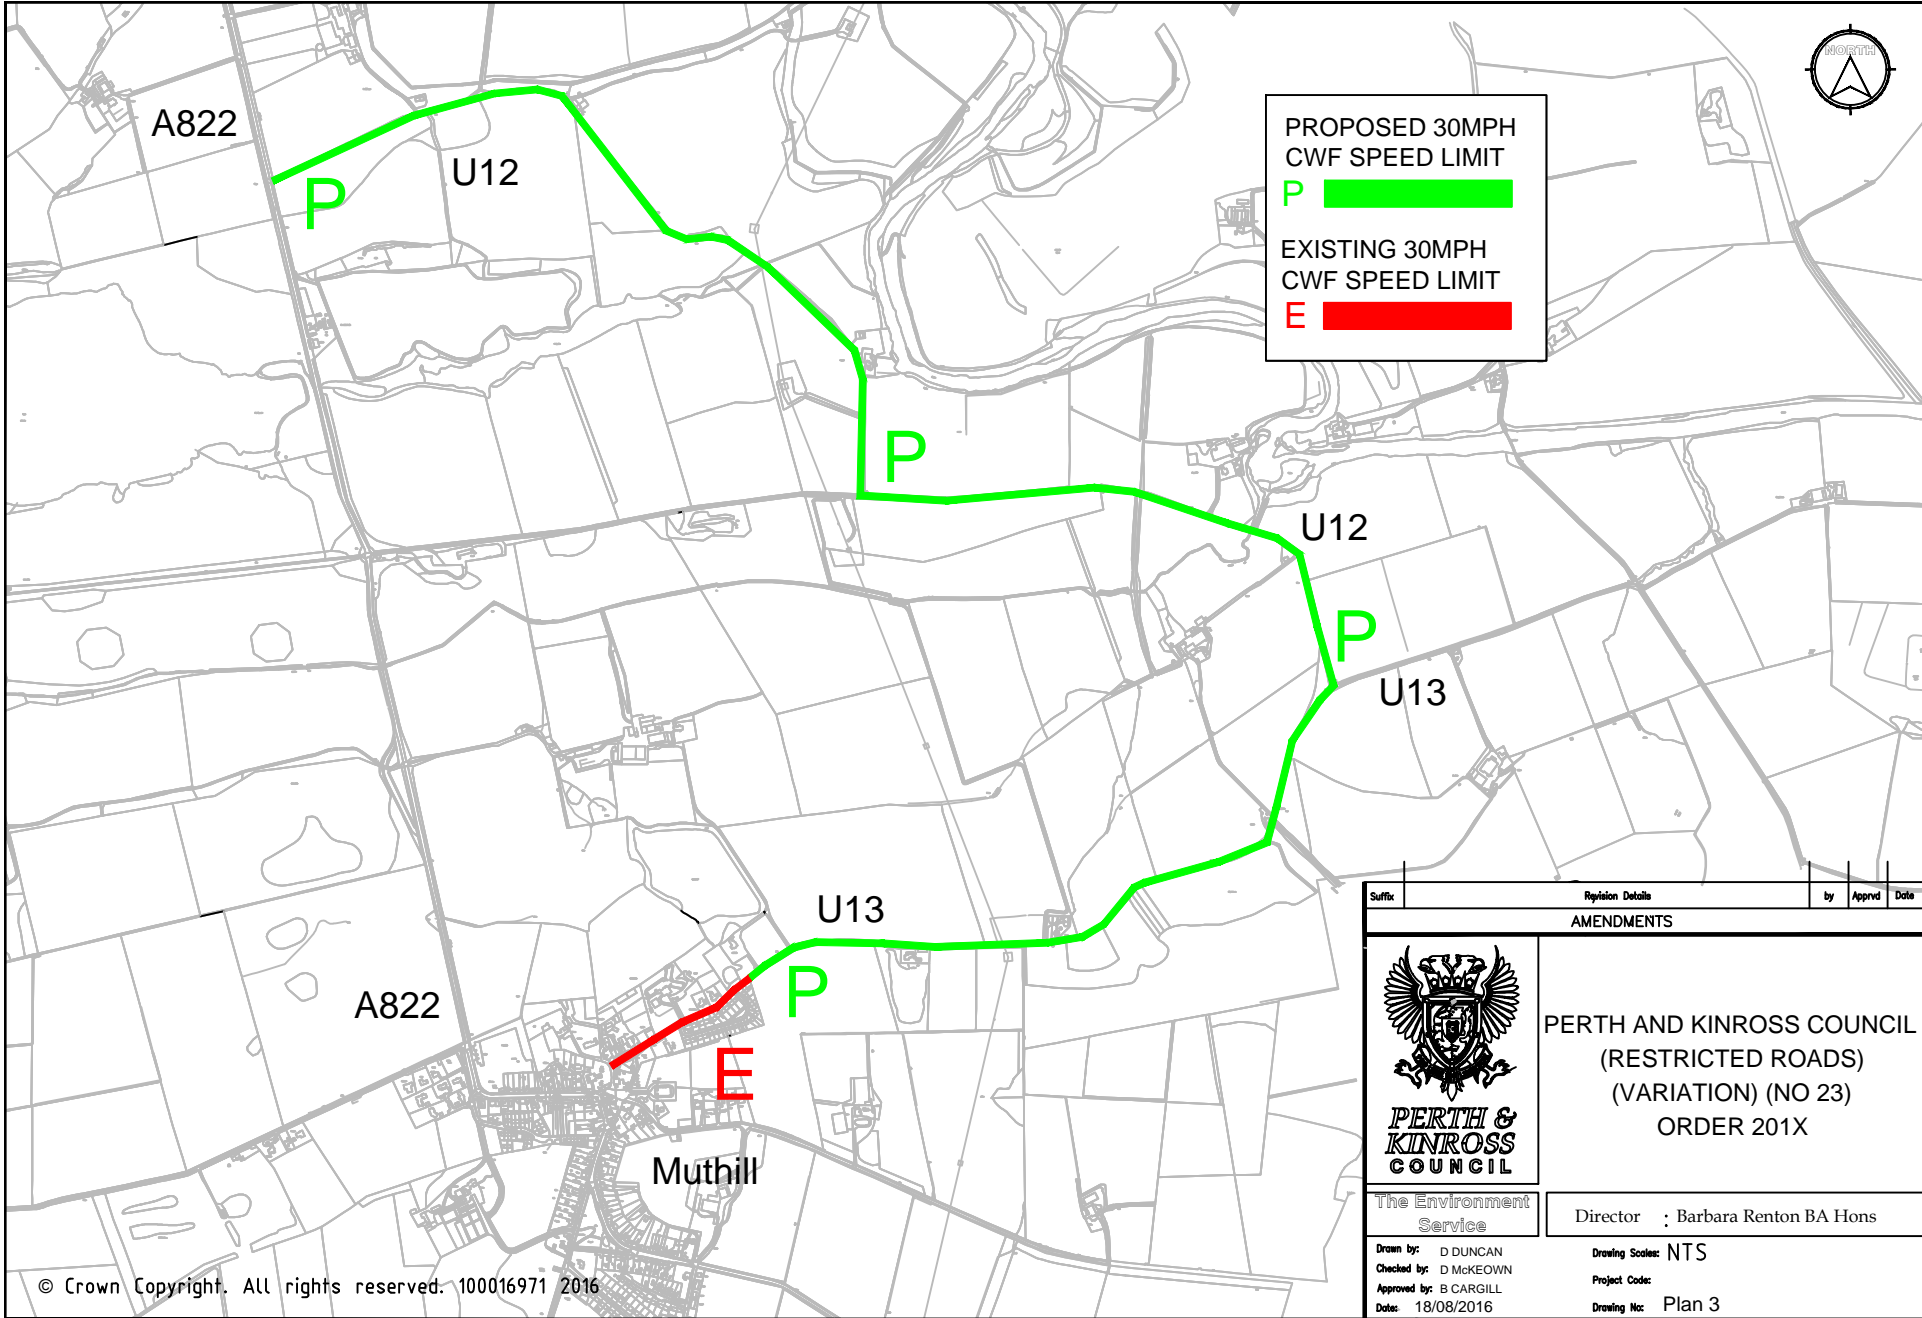 NORTH
A822
U12
P
PROPOSED 30MPH
CWF SPEED LIMIT
P
EXISTING 30MPH
CWF SPEED LIMIT
E
P
U12
P
U13
U13
P
A822
E
Muthill
© Crown Copyright. All rights reserved. 100016971 2016
Suffix Revision Details by Apprvd Date
AMENDMENTS
PERTH &
KINROSS
COUNCIL
PERTH AND KINROSS COUNCIL
(RESTRICTED ROADS)
(VARIATION) (NO 23)
ORDER 201X
The Environment
Service
Director : Barbara Renton BA Hons
Drawn by: D DUNCAN
Checked by: D McKEOWN
Approved by: B CARGILL
Date: 18/08/2016
Drawing Scales: NTS
Project Code:
Drawing No: Plan 3